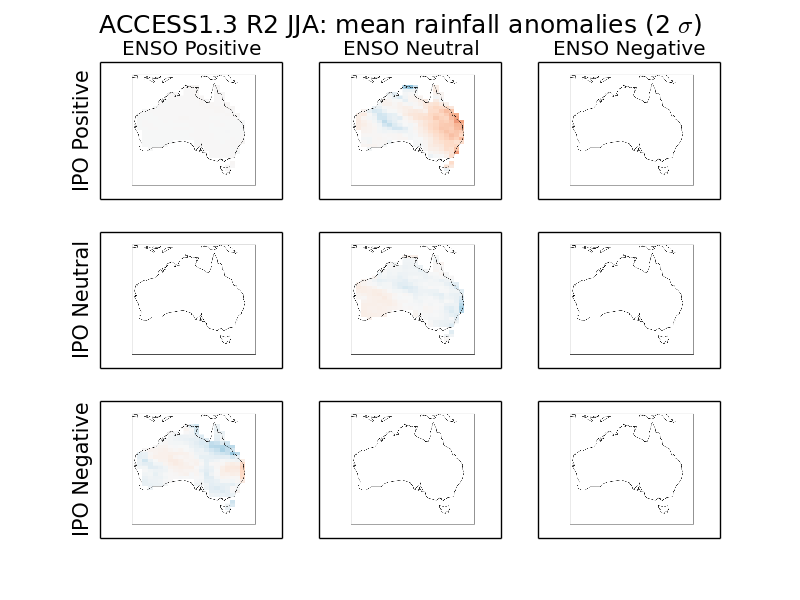 ACCESS1.3 R2 JJA: mean rainfall anomalies (2 σ)
ENSO Positive ENSO Neutral ENSO Negative
IPO Positive
IPO Neutral
IPO Negative